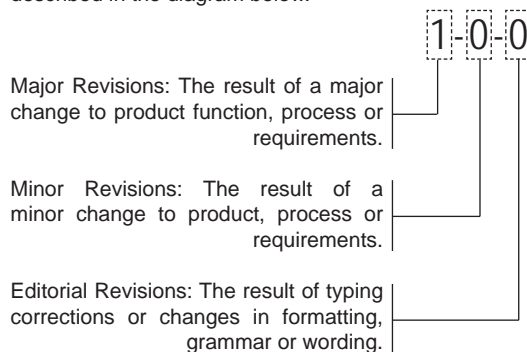 described in the diagram below.
1-0-0
Major Revisions: The result of a major
change to product function, process or
requirements.
Minor Revisions: The result of a
minor change to product, process or
requirements.
Editorial Revisions: The result of typing
corrections or changes in formatting,
grammar or wording.